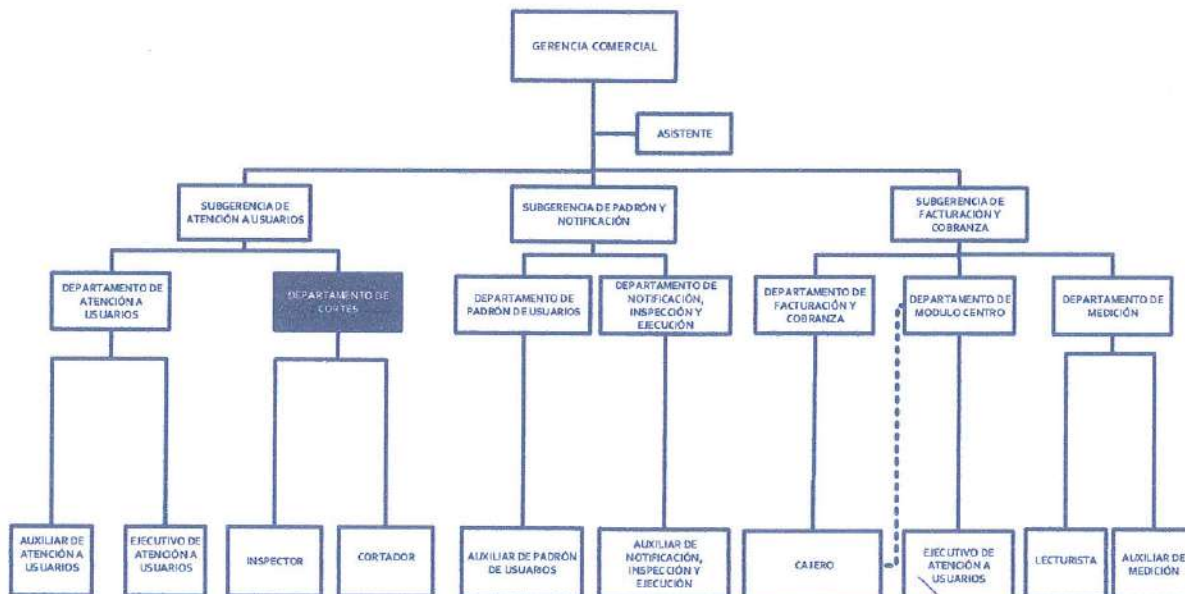 GERENCIA COMERCIAL
ASISTENTE
SUBGERENCIA DE
ATENCIÓN A USUARIOS
SUBGERENCIA DE PADRÓN Y
NOTIFICACIÓN
SUBGERENCIA DE
FACTURACIÓN Y
COBRANZA
DEPARTAMENTO DE
ATENCIÓN A
USUARIOS
DEPARTAMENTO DE
CORTES
DEPARTAMENTO DE
PADRÓN DE USUARIOS
DEPARTAMENTO DE
NOTIFICACIÓN,
INSPECCIÓN Y
EJECUCIÓN
DEPARTAMENTO DE
FACTURACIÓN Y
COBRANZA
DEPARTAMENTO DE
MODULO CENTRO
DEPARTAMENTO DE
MEDICIÓN
AUXILIAR DE
ATENCIÓN A
USUARIOS
EJECUTIVO DE
ATENCIÓN A
USUARIOS
INSPECTOR
CORTADOR
AUXILIAR DE PADRÓN
DE USUARIOS
AUXILIAR DE
NOTIFICACIÓN,
INSPECCIÓN Y
EJECUCIÓN
CAJERO
EJECUTIVO DE
ATENCIÓN A
USUARIOS
LECTURISTA
AUXILIAR DE
MEDICIÓN